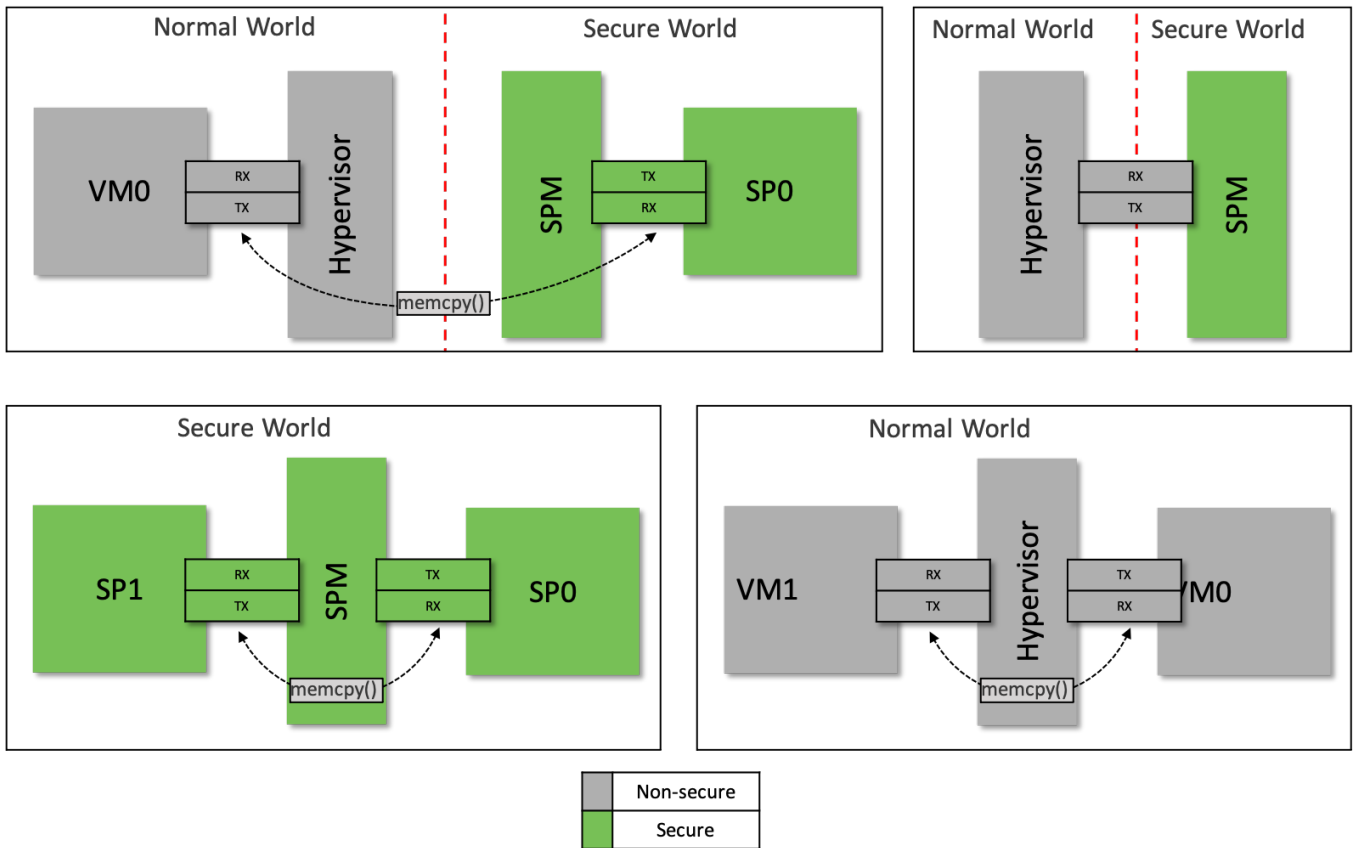 Normal World
Secure World
VM0
RX
TX
Hypervisor
SPM
TX
RX
SP0
memcpy()
Normal World
Secure World
Hypervisor
RX
TX
SPM
Secure World
SP1
RX
TX
SPM
TX
RX
SP0
memcpy()
Normal World
VM1
RX
TX
Hypervisor
TX
RX
VM0
memcpy()
Non-secure
Secure